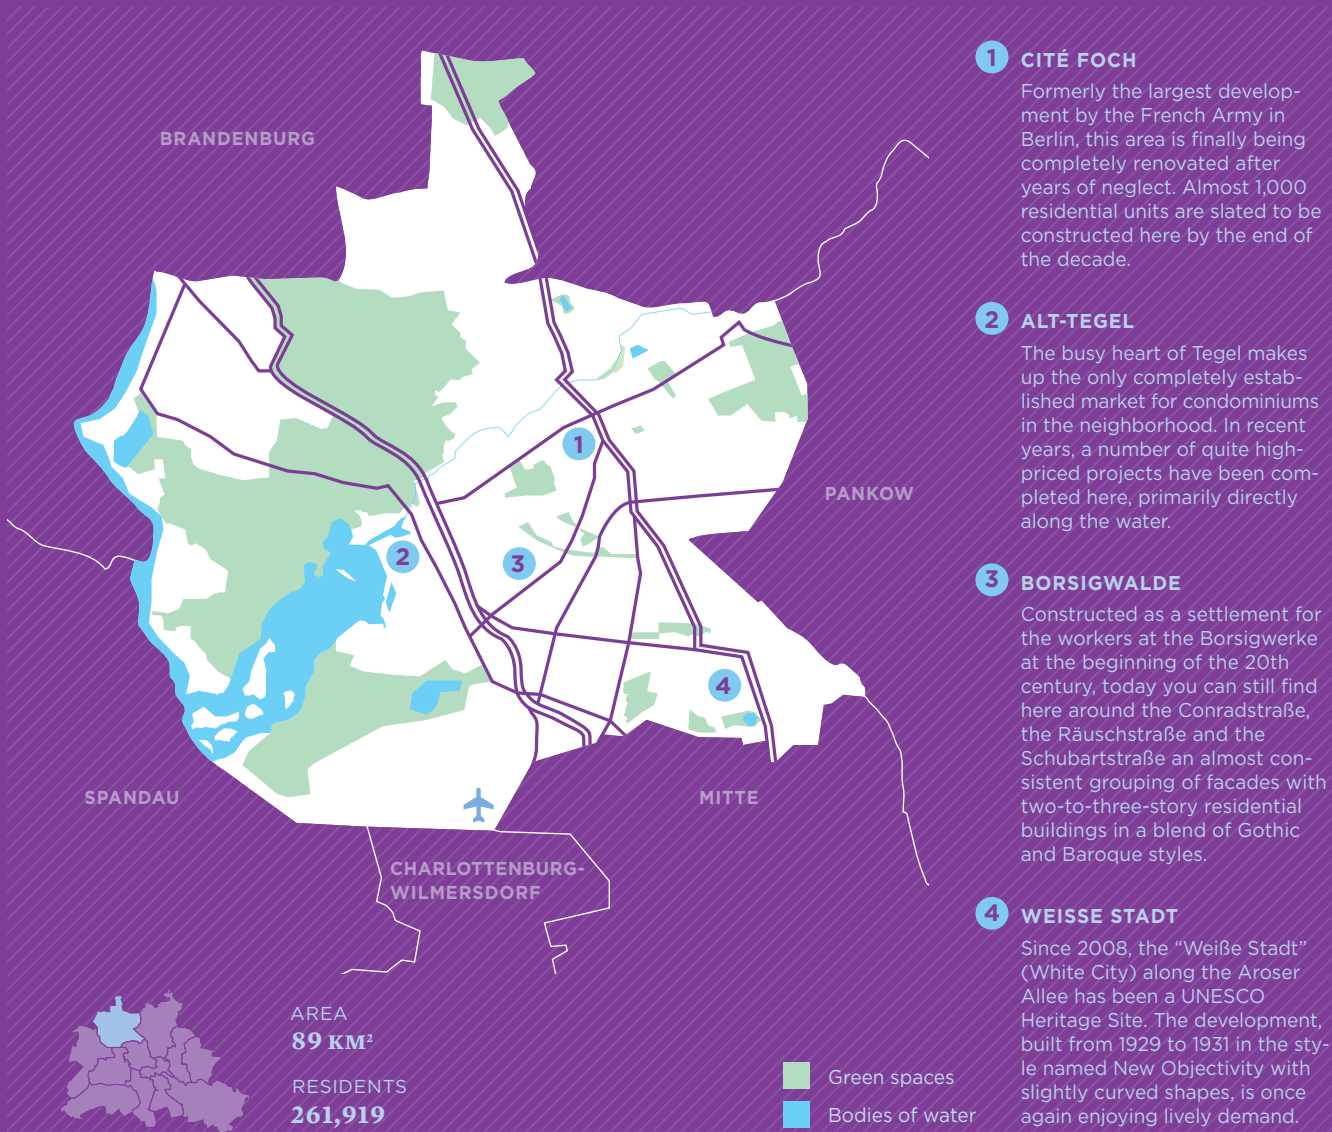 BRANDENBURG
PANKOW
SPANDAU
MITTE
CHARLOTTENBURG-
WILMERSDORF
1
2
3
4
1 CITÉ FOCH
Formerly the largest develop-
ment by the French Army in
Berlin, this area is finally being
completely renovated after
years of neglect. Almost 1,000
residential units are slated to be
constructed here by the end of
the decade.
2 ALT-TEGEL
The busy heart of Tegel makes
up the only completely estab-
lished market for condominiums
in the neighborhood. In recent
years, a number of quite high-
priced projects have been com-
pleted here, primarily directly
along the water.
3 BORSIGWALDE
Constructed as a settlement for
the workers at the Borsigwerke
at the beginning of the 20th
century, today you can still find
here around the Conradstraße,
the Räuschstraße and the
Schubartstraße an almost con-
sistent grouping of facades with
two-to-three-story residential
buildings in a blend of Gothic
and Baroque styles.
4 WEISSE STADT
Since 2008, the “Weiße Stadt”
(White City) along the Aroser
Allee has been a UNESCO
Heritage Site. The development,
built from 1929 to 1931 in the sty-
le named New Objectivity with
slightly curved shapes, is once
again enjoying lively demand.
AREA
89 KM²
RESIDENTS
261,919
Green spaces
Bodies of water